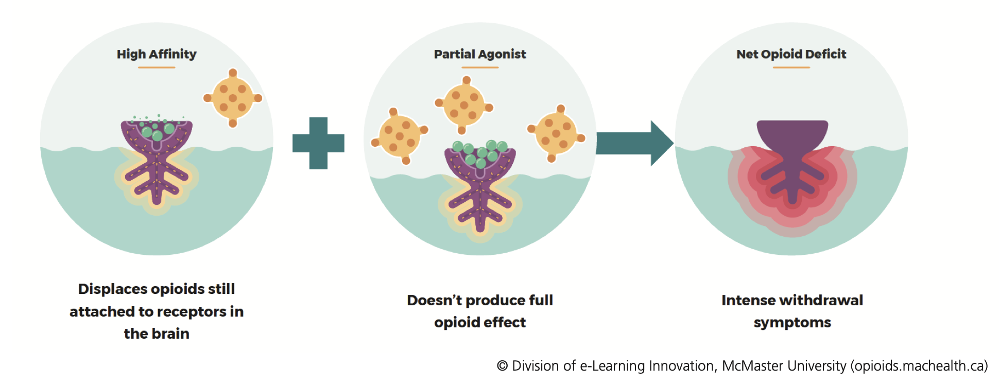 High Affinity
Displaces opioids still
attached to receptors in
the brain
Partial Agonist
Doesn’t produce full
opioid effect
Net Opioid Deficit
Intense withdrawal
symptoms
© Division of e-Learning Innovation, McMaster University (opioids.machealth.ca)